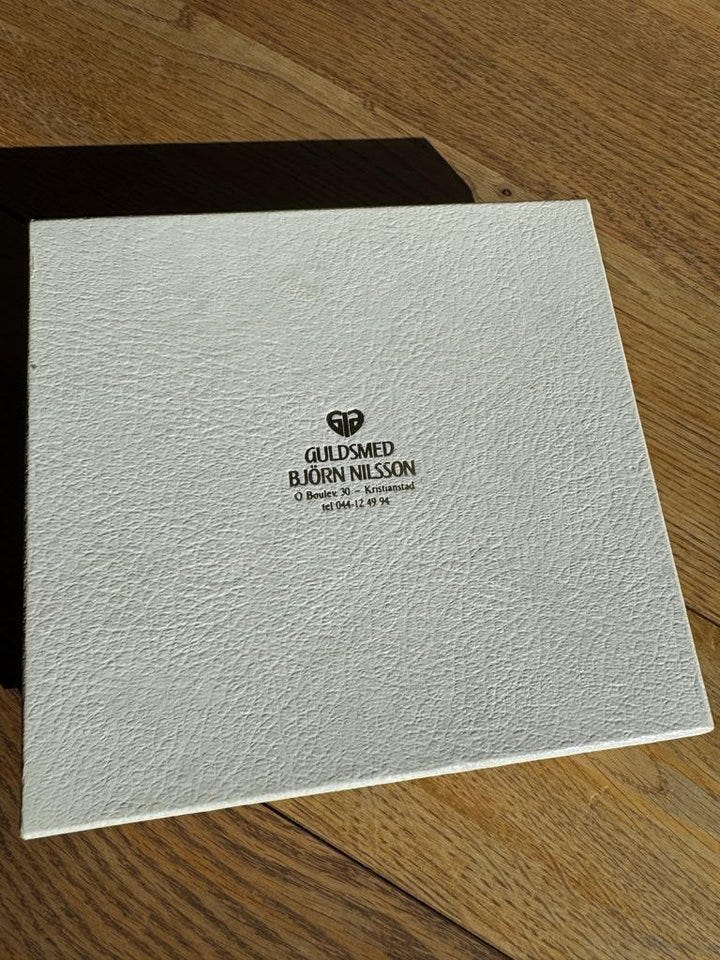 GULDSMED
BJÖRN NILSSON
Ö Boulev. 30 – Kristianstad
tel 044-12 49 94